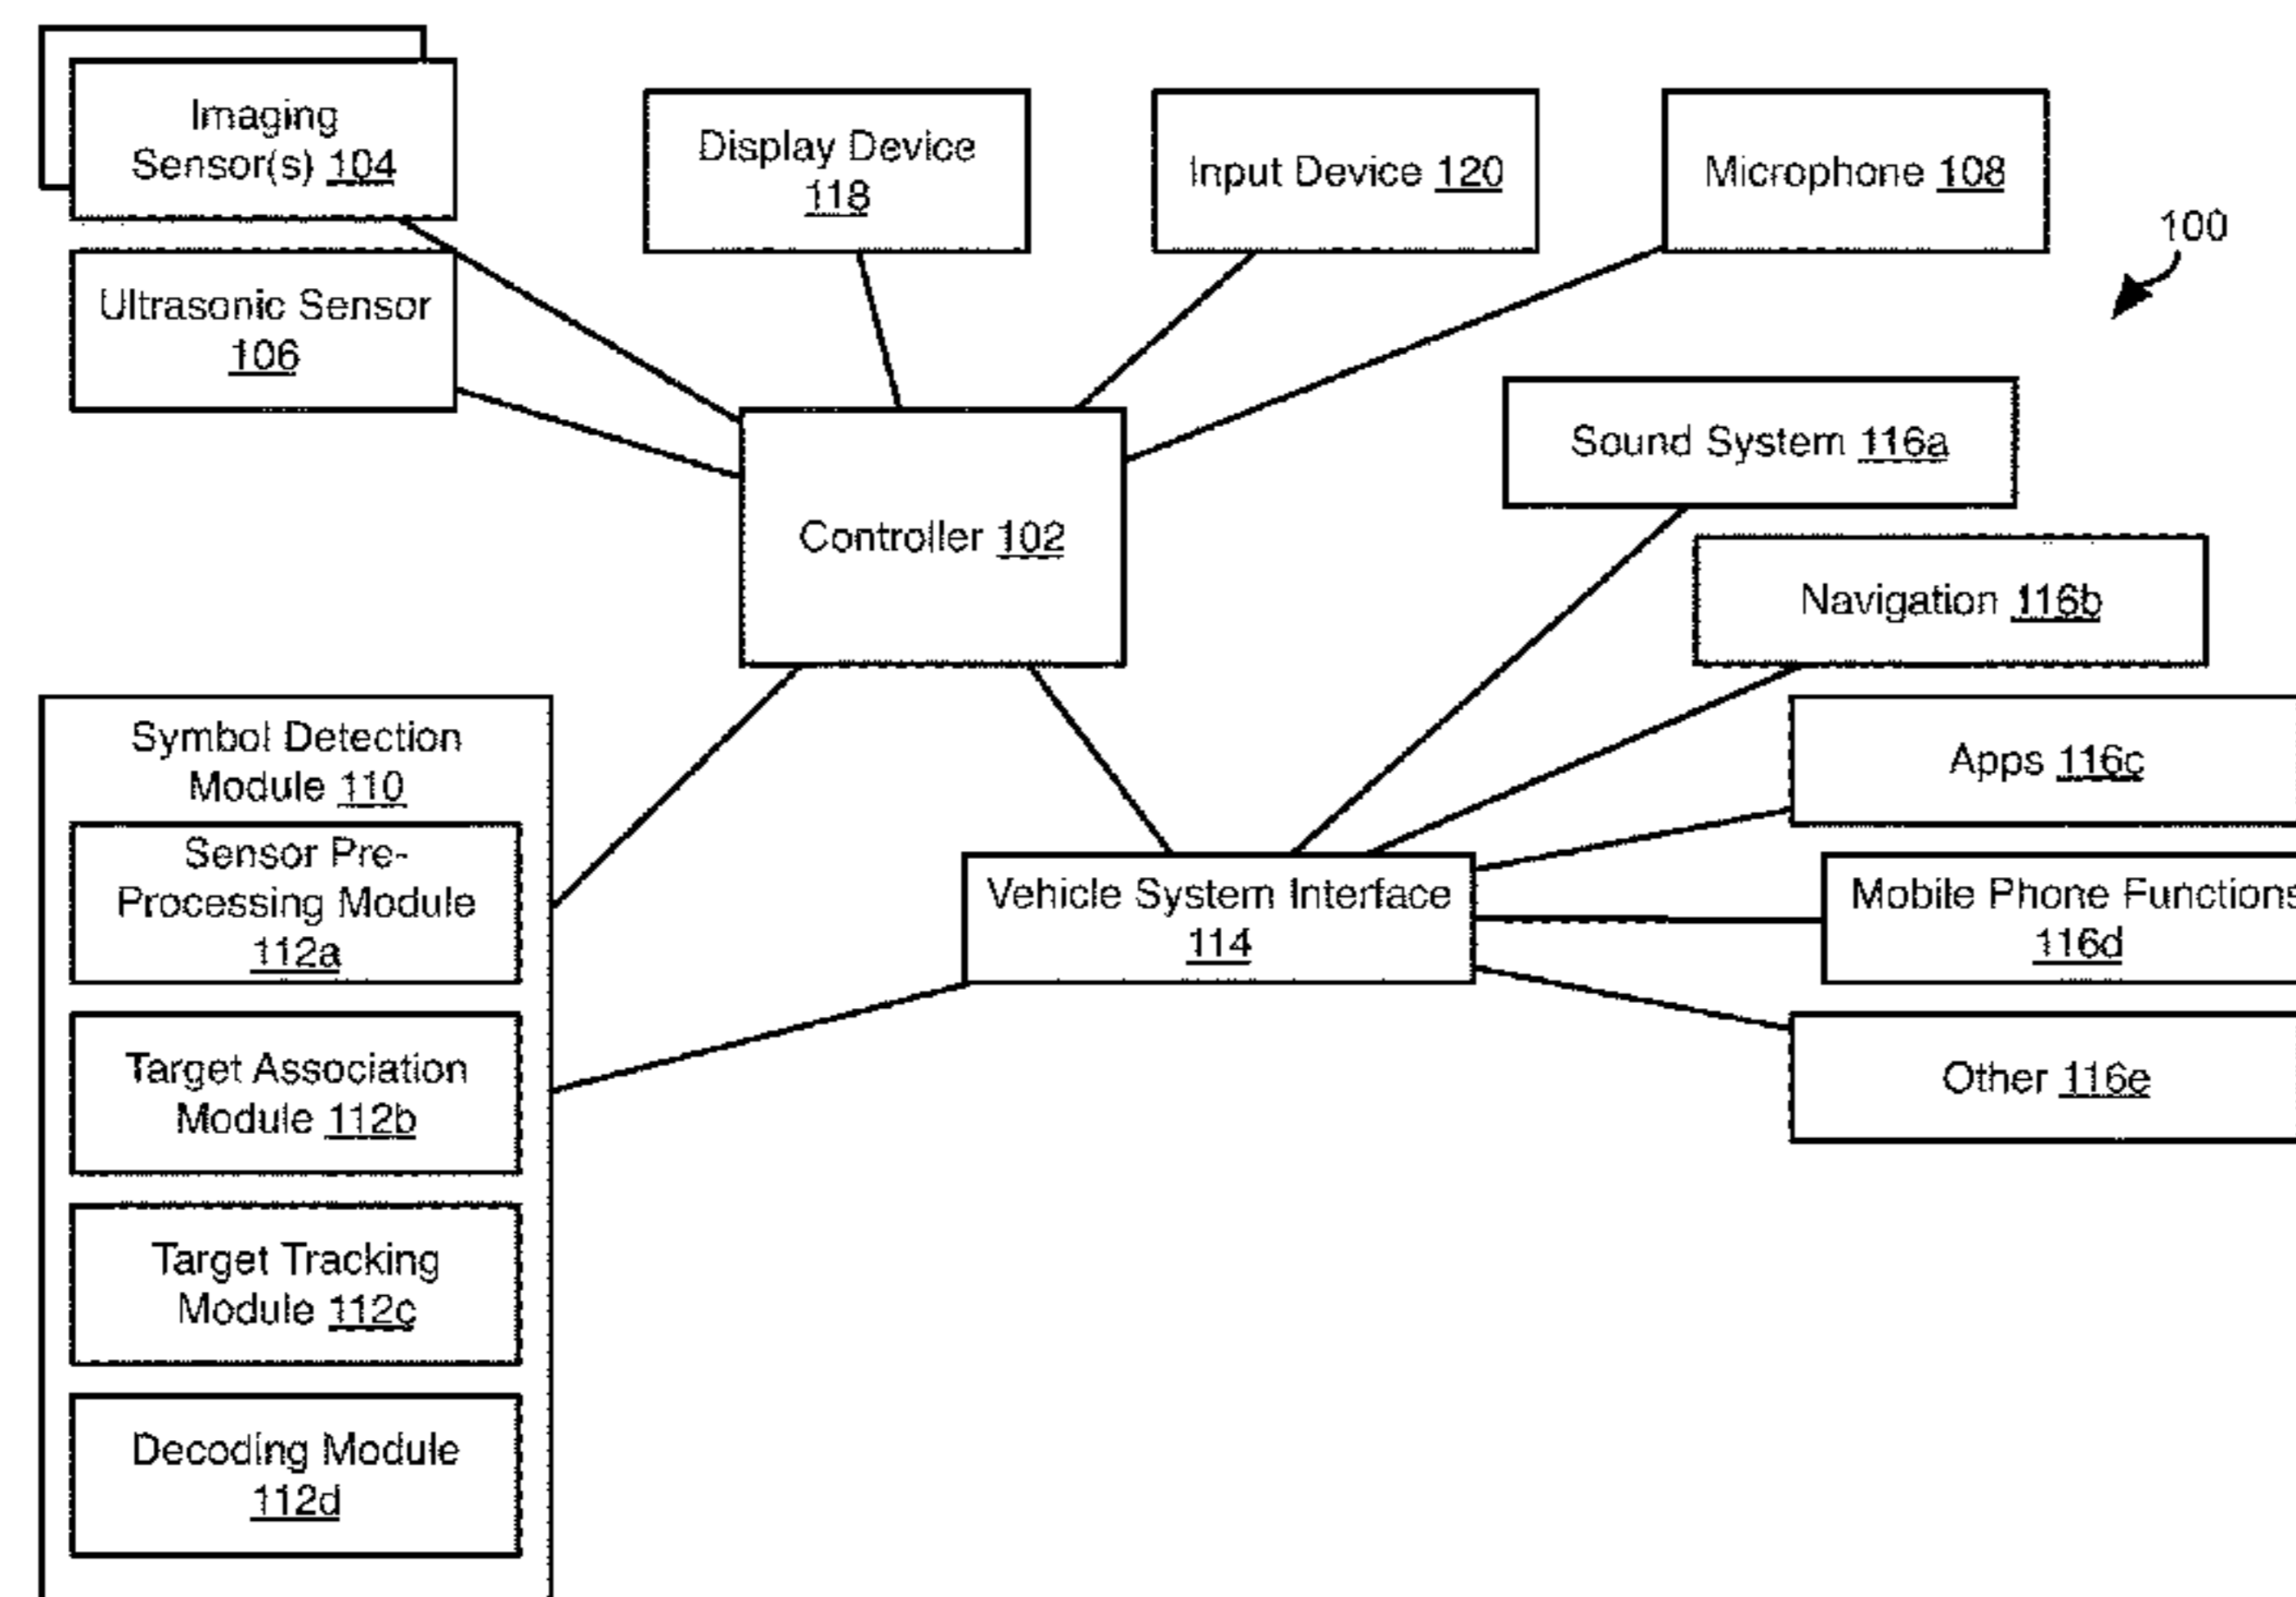 Imaging
Sensor(s) 104
Display Device
118
Input Device 120
Microphone 108
100
Ultrasonic Sensor
106
Sound System 116a
Controller 102
Navigation 116b
Symbol Detection
Module 110
Apps 116c
Sensor Pre-
Processing Module
112a
Vehicle System Interface
114
Mobile Phone Functions
116d
Target Association
Module 112b
Other 116e
Target Tracking
Module 112c
Decoding Module
112d